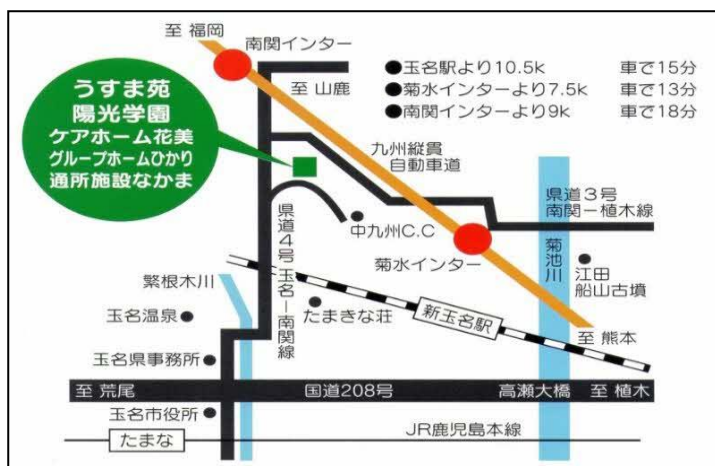 至 福岡
南関インター
至 山鹿
●玉名駅より10.5k 車で15分
●菊水インターより7.5k 車で13分
●南関インターより9k 車で18分
うすま苑
陽光学園
ケアホーム花美
グループホームひかり
通所施設なかま
九州縦貫
自動車道
県道3号
南関ー植木線
県道4号 玉名ー南関線
中九州C.C
菊池川
菊水インター
江田
船山古墳
繁根木川
玉名温泉
たまきな荘
新玉名駅
至 熊本
玉名県事務所
至 荒尾
国道208号
高瀬大橋
至 植木
玉名市役所
たまな
JR鹿児島本線